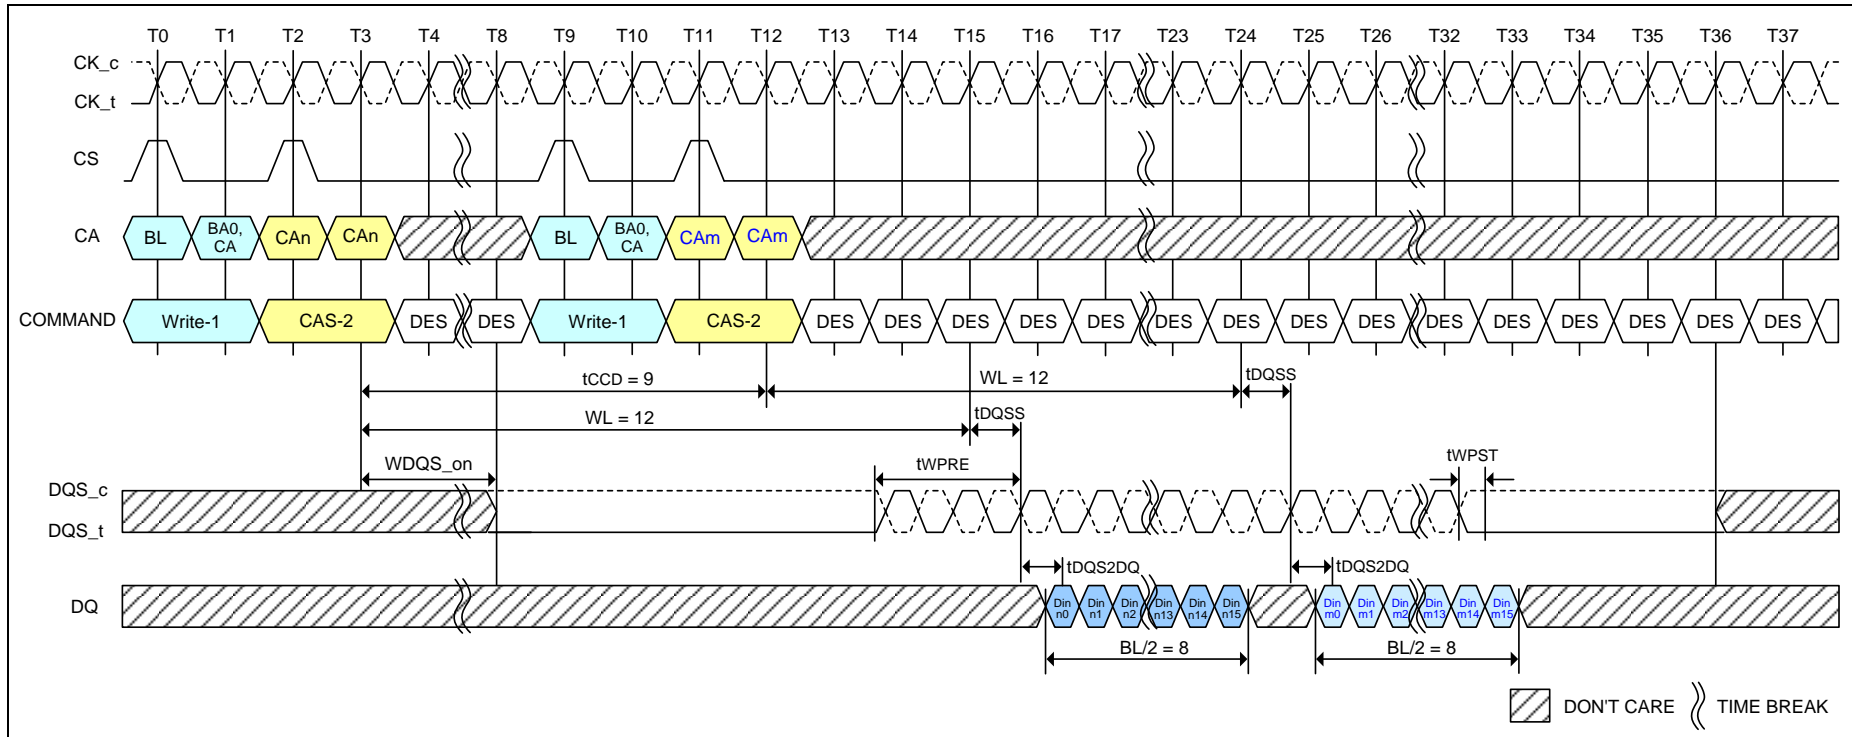 T0 T1 T2 T3 T4 T8 T9 T10 T11 T12 T13 T14 T15 T16 T17 T23 T24 T25 T26 T32 T33 T34 T35 T36 T37
CK_c
CK_t
CS
CA BL BA0, CA CAn CAn BL BA0, CA CAm CAm
COMMAND Write-1 CAS-2 DES DES Write-1 CAS-2 DES DES DES DES DES DES DES DES DES DES DES DES DES DES DES
tCCD = 9 WL = 12 tDQSS
WL = 12 tDQSS
WDQS_on tWPRE tWPST
DQS_c
DQS_t
tDQS2DQ tDQS2DQ
DQ Din n0 Din n1 Din n2 Din n13 Din n14 Din n15 Din m0 Din m1 Din m2 Din m13 Din m14 Din m15
BL/2 = 8 BL/2 = 8
DON'T CARE TIME BREAK